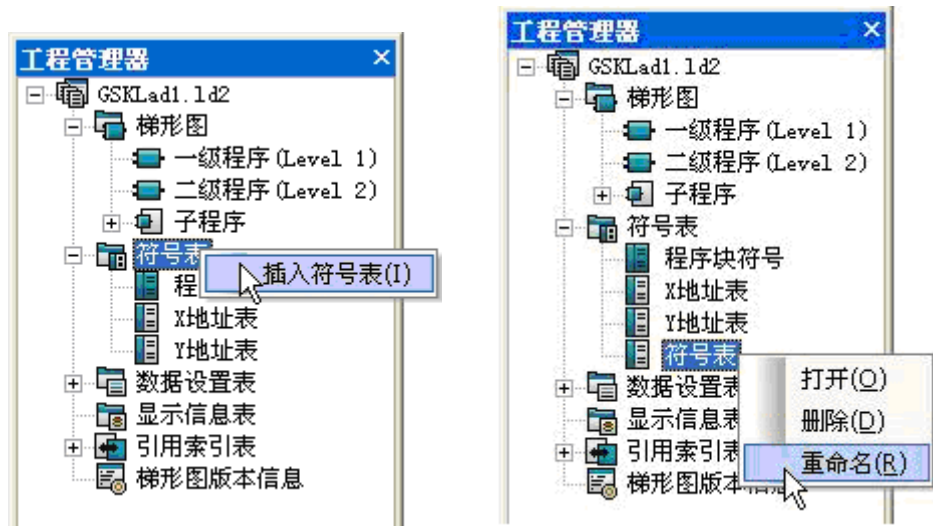 工程管理器
GSKLad1.ld2
梯形图
一级程序(Level 1)
二级程序(Level 2)
子程序
符号表
插入符号表(I)
程
X地址表
Y地址表
数据设置表
显示信息表
引用索引表
梯形图版本信息
工程管理器
GSKLad1.ld2
梯形图
一级程序(Level 1)
二级程序(Level 2)
子程序
符号表
程序块符号
X地址表
Y地址表
符号表
数据设置表
显示信息表
引用索引表
梯形图版本信息
打开(O)
删除(D)
重命名(R)